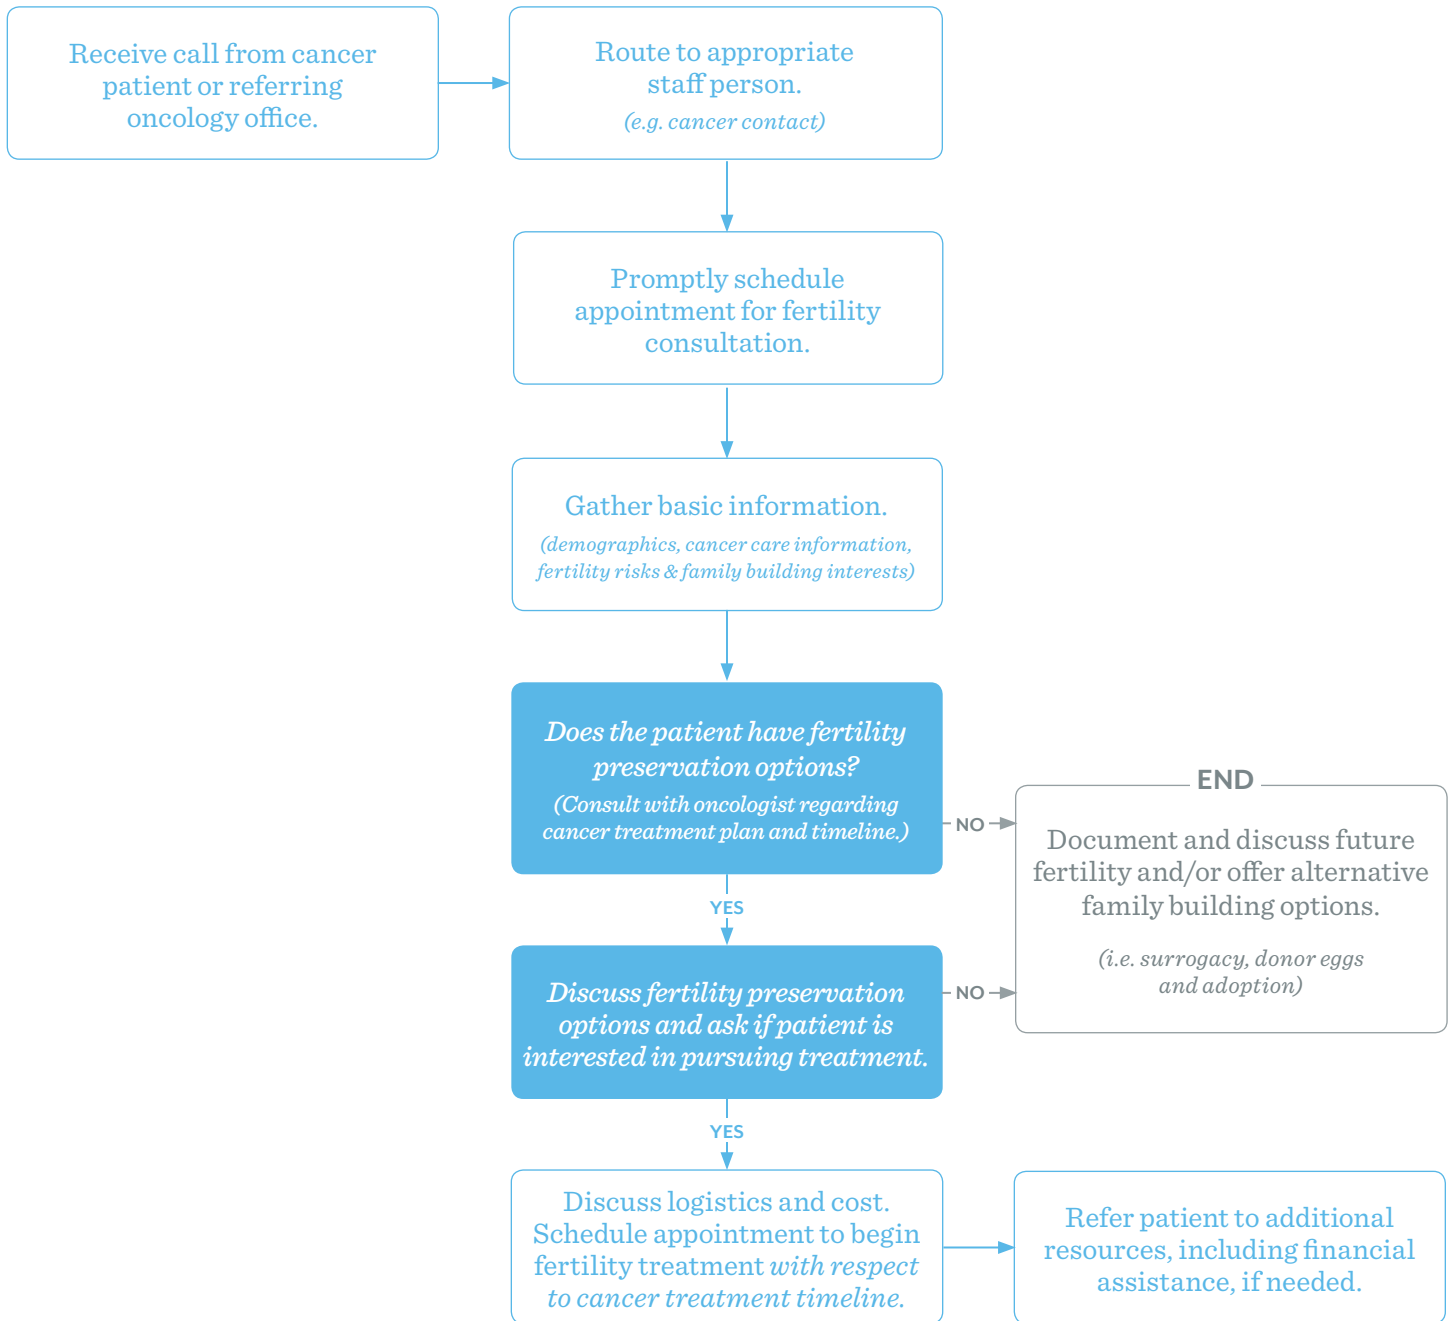 Receive call from cancer
patient or referring
oncology office.
Route to appropriate
staff person.
(e.g. cancer contact)
Promptly schedule
appointment for fertility
consultation.
Gather basic information.
(demographics, cancer care information,
fertility risks & family building interests)
Does the patient have fertility
preservation options?
(Consult with oncologist regarding
cancer treatment plan and timeline.)
NO
END
Document and discuss future
fertility and/or offer alternative
family building options.
(i.e. surrogacy, donor eggs
and adoption)
YES
Discuss fertility preservation
options and ask if patient is
interested in pursuing treatment.
NO
YES
Discuss logistics and cost.
Schedule appointment to begin
fertility treatment with respect
to cancer treatment timeline.
Refer patient to additional
resources, including financial
assistance, if needed.